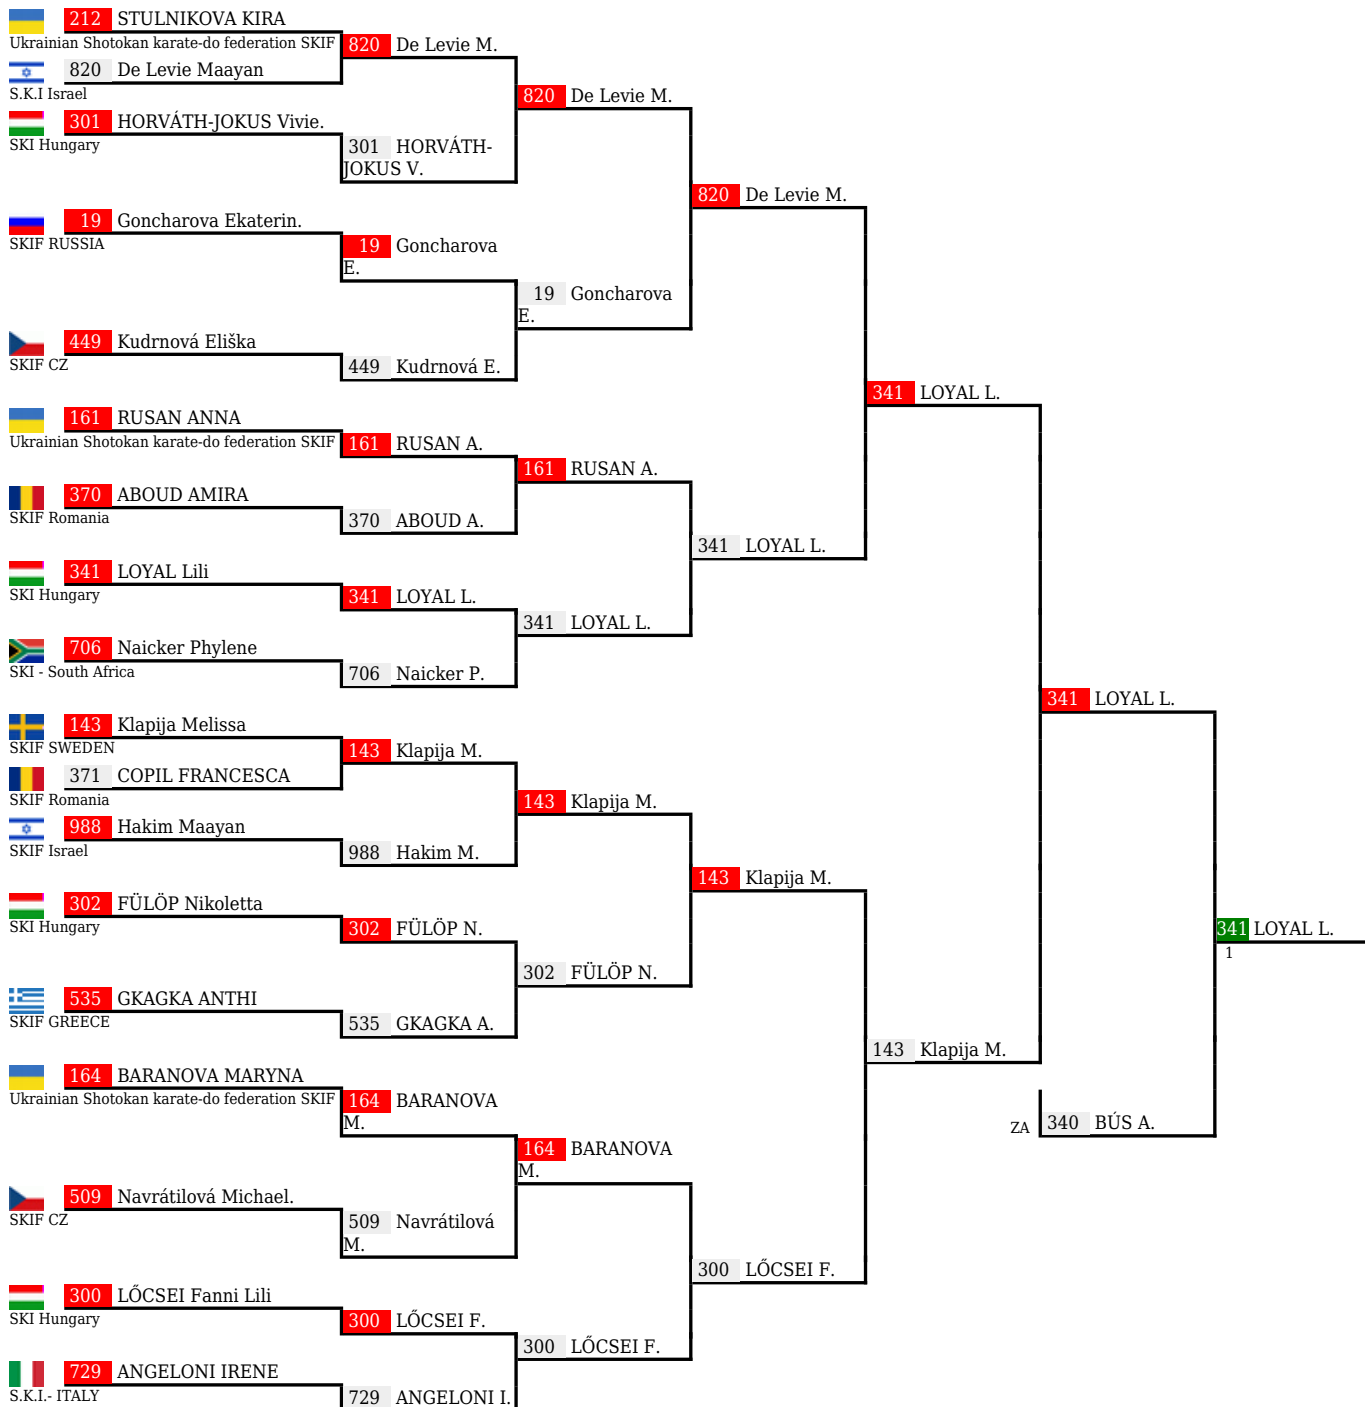 212 STULNIKOVA KIRA
Ukrainian Shotokan karate-do federation SKIF
820 De Levie M.
820 De Levie Maayan
S.K.I Israel
820 De Levie M.
301 HORVÁTH-JOKUS Vivie.
SKI Hungary
301 HORVÁTH-
JOKUS V.
820 De Levie M.
19 Goncharova Ekaterin.
SKIF RUSSIA
19 Goncharova
E.
19 Goncharova
E.
449 Kudrnová Eliška
SKIF CZ
449 Kudrnová E.
341 LOYAL L.
161 RUSAN ANNA
Ukrainian Shotokan karate-do federation SKIF
161 RUSAN A.
161 RUSAN A.
370 ABOUD AMIRA
SKIF Romania
370 ABOUD A.
341 LOYAL L.
341 LOYAL Lili
SKI Hungary
341 LOYAL L.
341 LOYAL L.
706 Naicker Phylene
SKI - South Africa
706 Naicker P.
341 LOYAL L.
143 Klapija Melissa
SKIF SWEDEN
143 Klapija M.
371 COPIL FRANCESCA
SKIF Romania
143 Klapija M.
988 Hakim Maayan
SKIF Israel
988 Hakim M.
143 Klapija M.
302 FÜLÖP Nikoletta
SKI Hungary
302 FÜLÖP N.
341 LOYAL L.
1
302 FÜLÖP N.
535 GKAGKA ANTHI
SKIF GREECE
535 GKAGKA A.
143 Klapija M.
164 BARANOVA MARYNA
Ukrainian Shotokan karate-do federation SKIF
164 BARANOVA
M.
ZA 340 BÚS A.
164 BARANOVA
M.
509 Navrátilová Michael.
SKIF CZ
509 Navrátilová
M.
300 LŐCSEI F.
300 LŐCSEI Fanni Lili
SKI Hungary
300 LŐCSEI F.
300 LŐCSEI F.
729 ANGELONI IRENE
S.K.I.- ITALY
729 ANGELONI I.